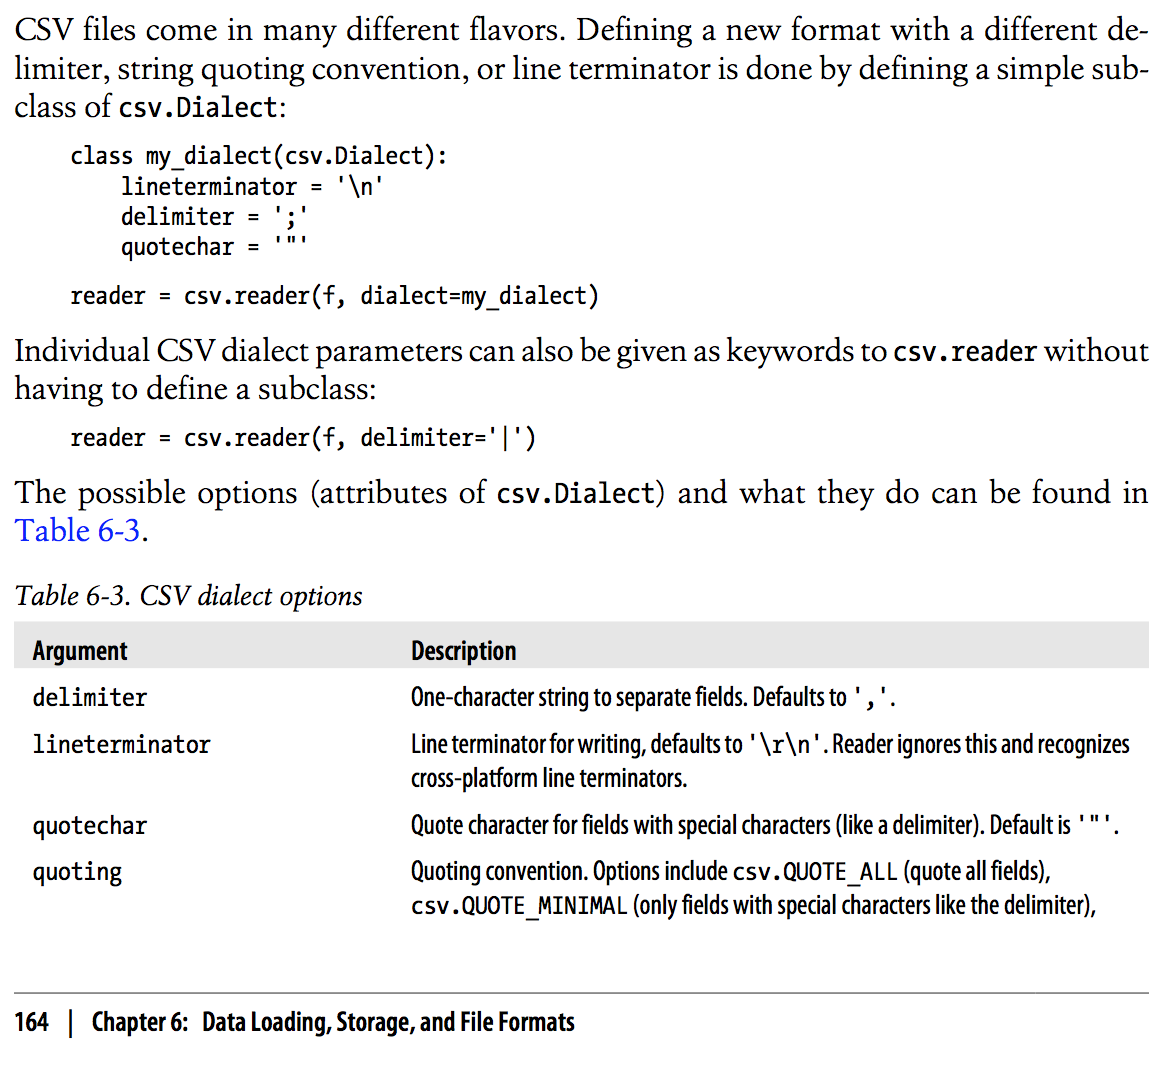 CSV files come in many different flavors. Defining a new format with a different de-
limiter, string quoting convention, or line terminator is done by defining a simple sub-
class of csv.Dialect:
class my_dialect(csv.Dialect):
    lineterminator = '\n'
    delimiter = ';'
    quotechar = '"'
reader = csv.reader(f, dialect=my_dialect)
Individual CSV dialect parameters can also be given as keywords to csv.reader without
having to define a subclass:
reader = csv.reader(f, delimiter='|')
The possible options (attributes of csv.Dialect) and what they do can be found in
Table 6-3.
Table 6-3. CSV dialect options
Argument Description
delimiter One-character string to separate fields. Defaults to ','.
lineterminator Line terminator for writing, defaults to '\r\n'. Reader ignores this and recognizes
cross-platform line terminators.
quotechar Quote character for fields with special characters (like a delimiter). Default is '"'.
quoting Quoting convention. Options include csv.QUOTE_ALL (quote all fields),
csv.QUOTE_MINIMAL (only fields with special characters like the delimiter),
164 | Chapter 6: Data Loading, Storage, and File Formats